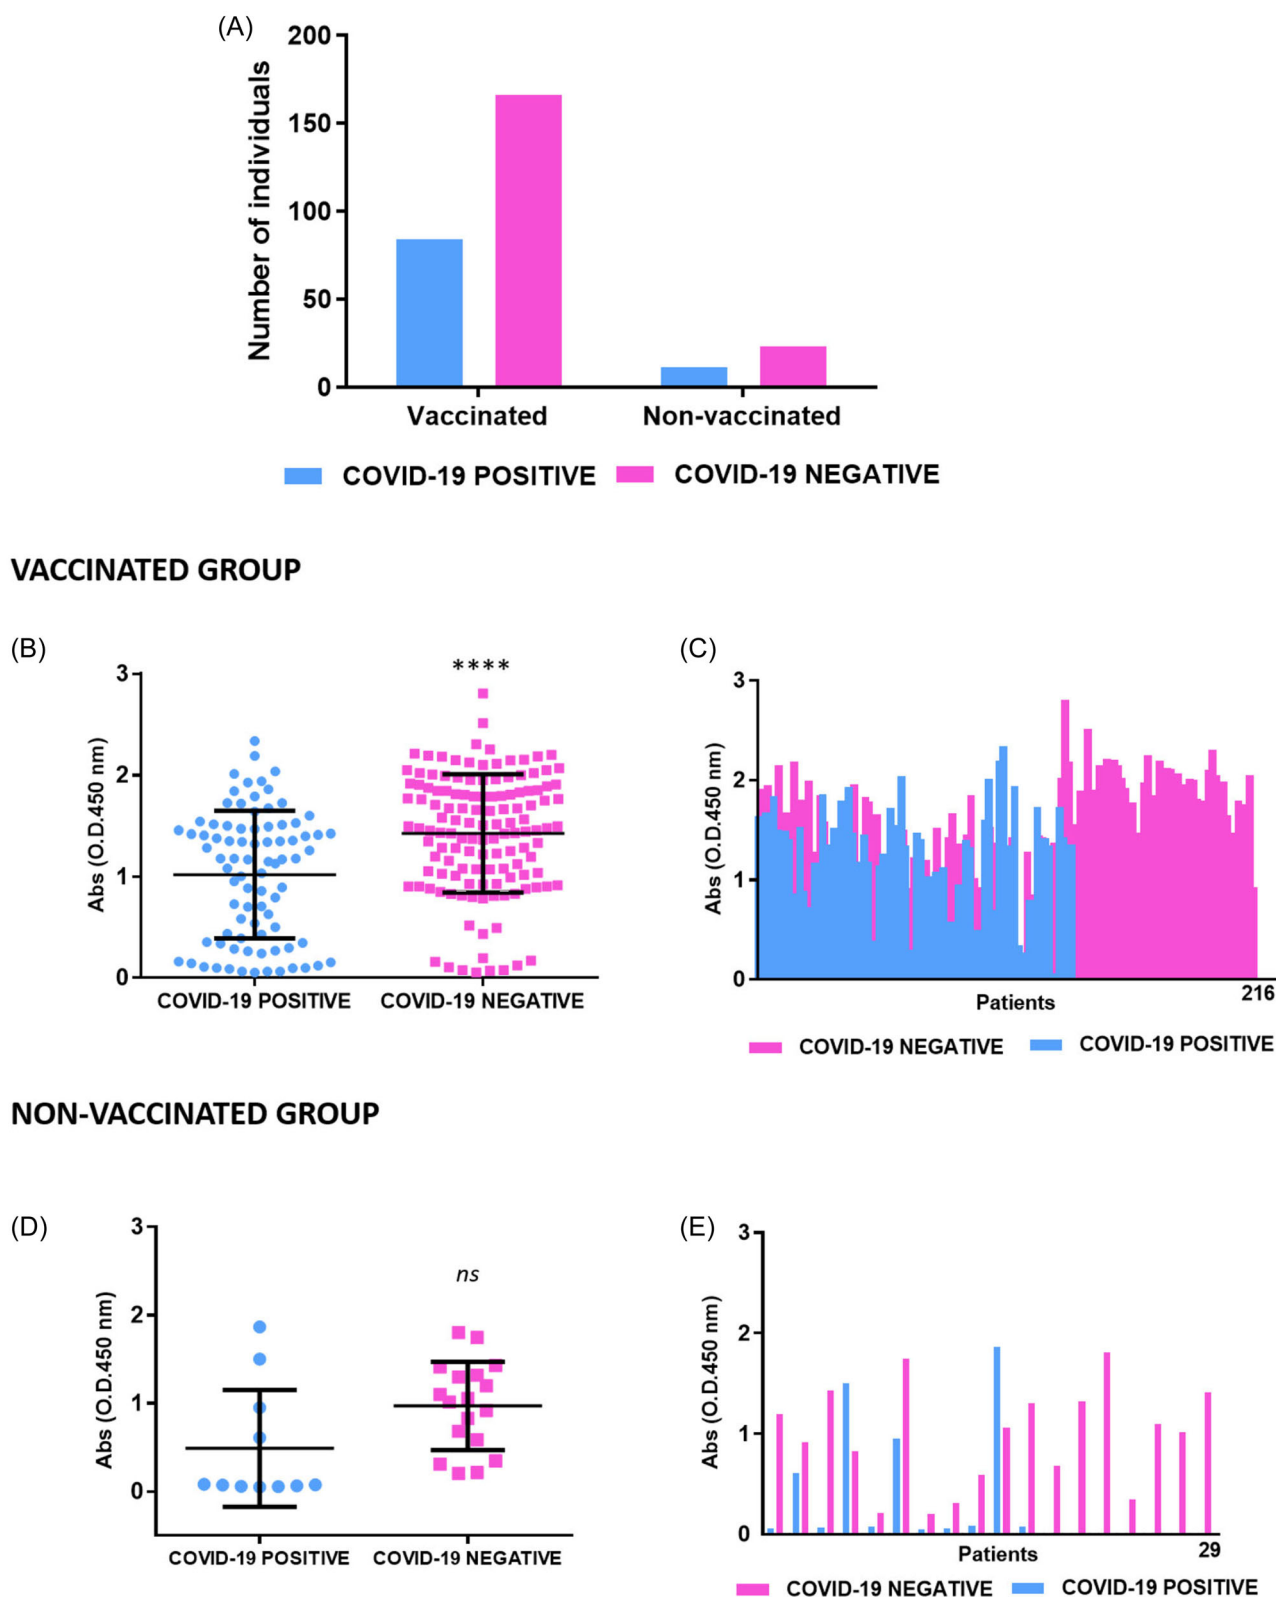 (A)
Number of individuals
200
150
100
50
0
Vaccinated Non-vaccinated
COVID-19 POSITIVE COVID-19 NEGATIVE
VACCINATED GROUP
(B)
Abs (O.D.450 nm)
3
2
1
0
****
COVID-19 POSITIVE COVID-19 NEGATIVE
(C)
Abs (O.D.450 nm)
3
2
1
0
Patients
216
COVID-19 NEGATIVE COVID-19 POSITIVE
NON-VACCINATED GROUP
(D)
Abs (O.D.450 nm)
3
2
1
0
ns
COVID-19 POSITIVE COVID-19 NEGATIVE
(E)
Abs (O.D.450 nm)
3
2
1
0
Patients
29
COVID-19 NEGATIVE COVID-19 POSITIVE